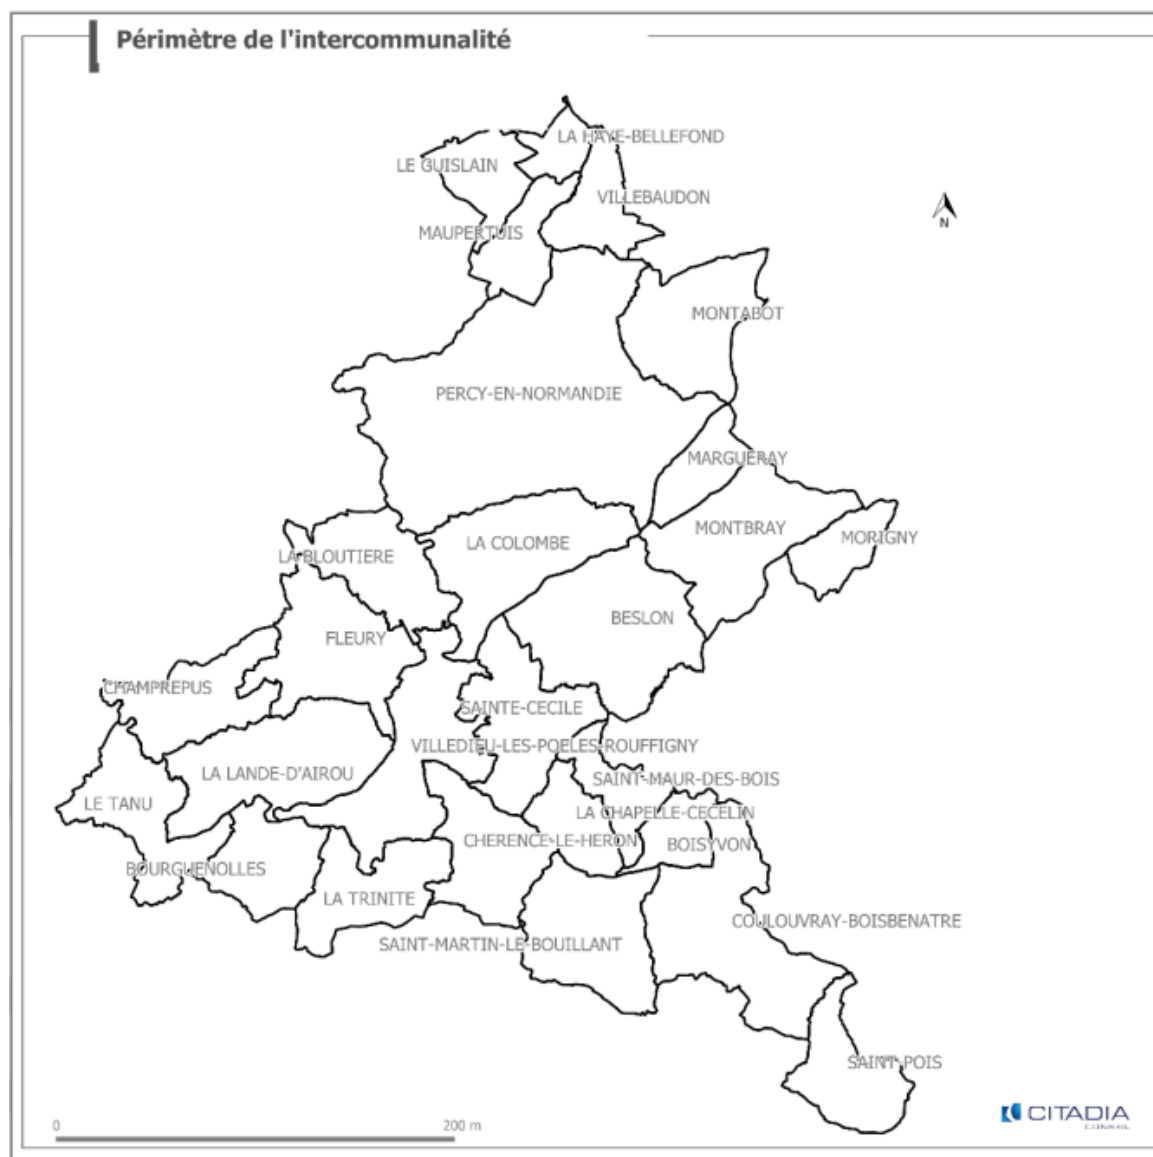 Périmètre de l'intercommunalité
LA HAYE-BELLEFOND
LE GUISLAIN
VILLEBAUDON
MAUPERTUIS
N
MONTABOT
PERCY-EN-NORMANDIE
MARGUERAY
MONTBRAY
MORIGNY
LA COLOMBE
LA BLOUTIERE
BESLON
FLEURY
CHAMPREPUS
SAINTE-CECILE
VILLEDIEU-LES-POELES-ROUFFIGNY
LA LANDE-D'AIROU
SAINT-MAUR-DES-BOIS
LE TANU
LA CHAPELLE-CECELIN
CHERENCE-LE-HERON
BOISYVON
BOURGUENOLLES
LA TRINITE
COULOUVRAY-BOISBENATRE
SAINT-MARTIN-LE-BOUILLANT
SAINT-POIS
CITADIA
CONSEIL
0 200 m